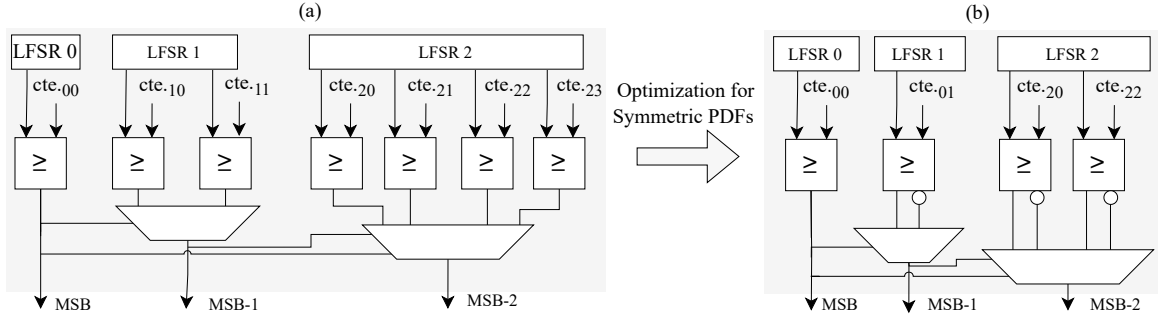 (a)
LFSR 0
LFSR 1
LFSR 2
cte.00
cte.10
cte.11
cte.20
cte.21
cte.22
cte.23
≥
≥
≥
≥
≥
≥
≥
MSB
MSB-1
MSB-2
Optimization for
Symmetric PDFs
(b)
LFSR 0
LFSR 1
LFSR 2
cte.00
cte.01
cte.20
cte.22
≥
≥
≥
≥
MSB
MSB-1
MSB-2